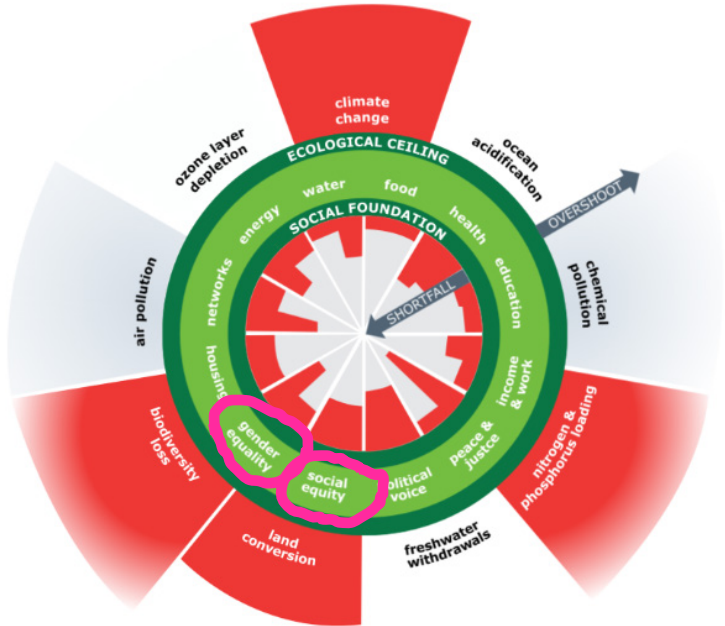 climate
change
ozone layer
depletion
ocean
acidification
ECOLOGICAL CEILING
OVERSHOOT
water
food
energy
health
SOCIAL FOUNDATION
networks
education
SHORTFALL
air pollution
chemical
pollution
housing
income
& work
biodiversity
loss
gender
equality
social
equity
olitical
voice
peace &
justce
nitrogen &
phosphorus loading
land
conversion
freshwater
withdrawals